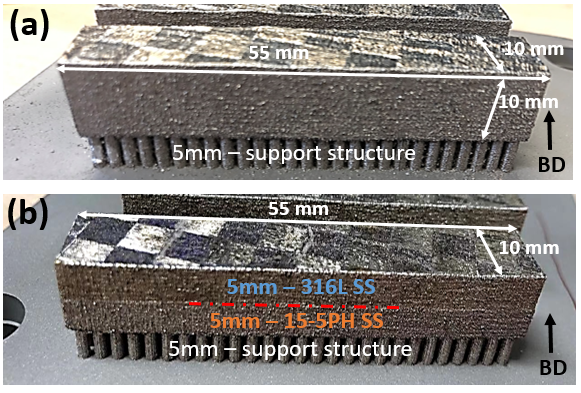 (a)
10 mm
55 mm
10 mm
5mm – support structure
BD
(b)
55 mm
10 mm
5mm – 316L SS
5mm – 15-5PH SS
5mm – support structure
BD